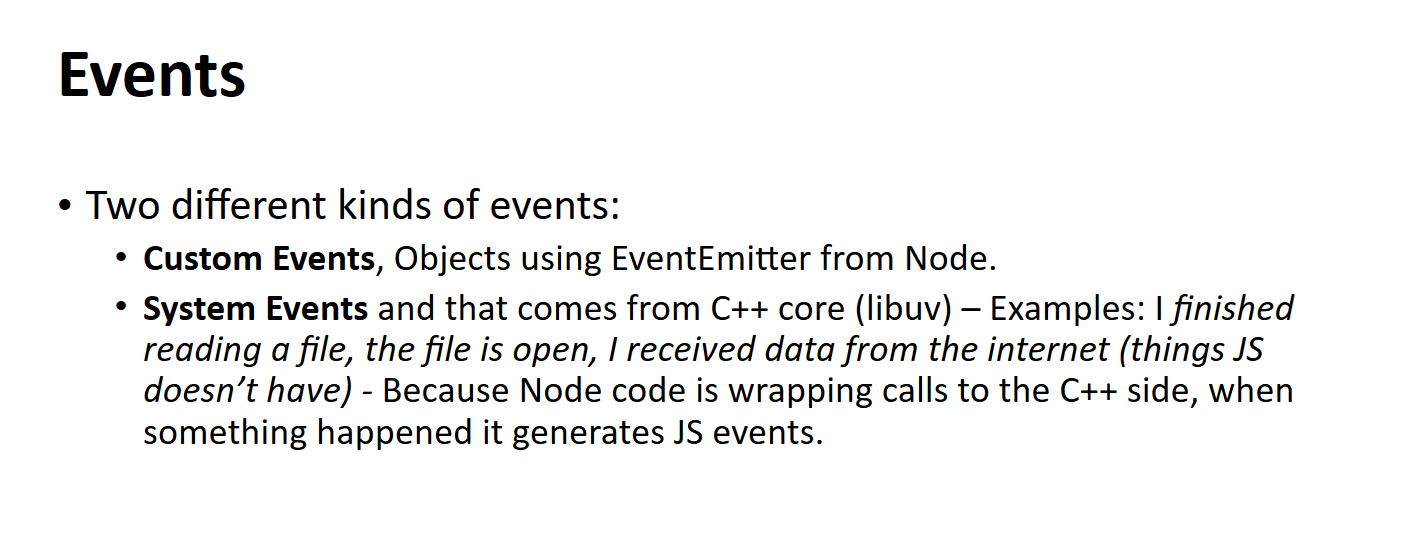 Events
• Two different kinds of events:
• Custom Events, Objects using EventEmitter from Node.
• System Events and that comes from C++ core (libuv) – Examples: I finished
reading a file, the file is open, I received data from the internet (things JS
doesn’t have) - Because Node code is wrapping calls to the C++ side, when
something happened it generates JS events.